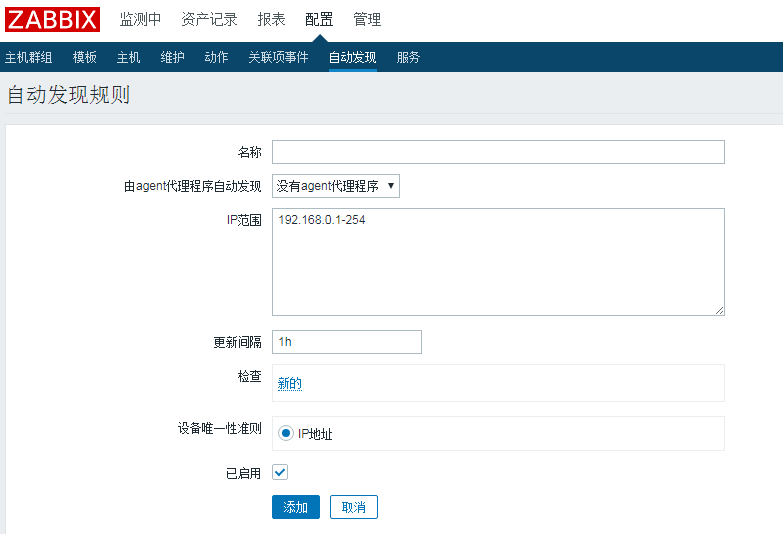 ZABBIX 监测中 资产记录 报表 配置 管理
主机群组 模板 主机 维护 动作 关联项事件 自动发现 服务
自动发现规则
名称
由agent代理程序自动发现 没有agent代理程序
IP范围 192.168.0.1-254
更新间隔 1h
检查 新的
设备唯一性准则 IP地址
已启用
添加 取消